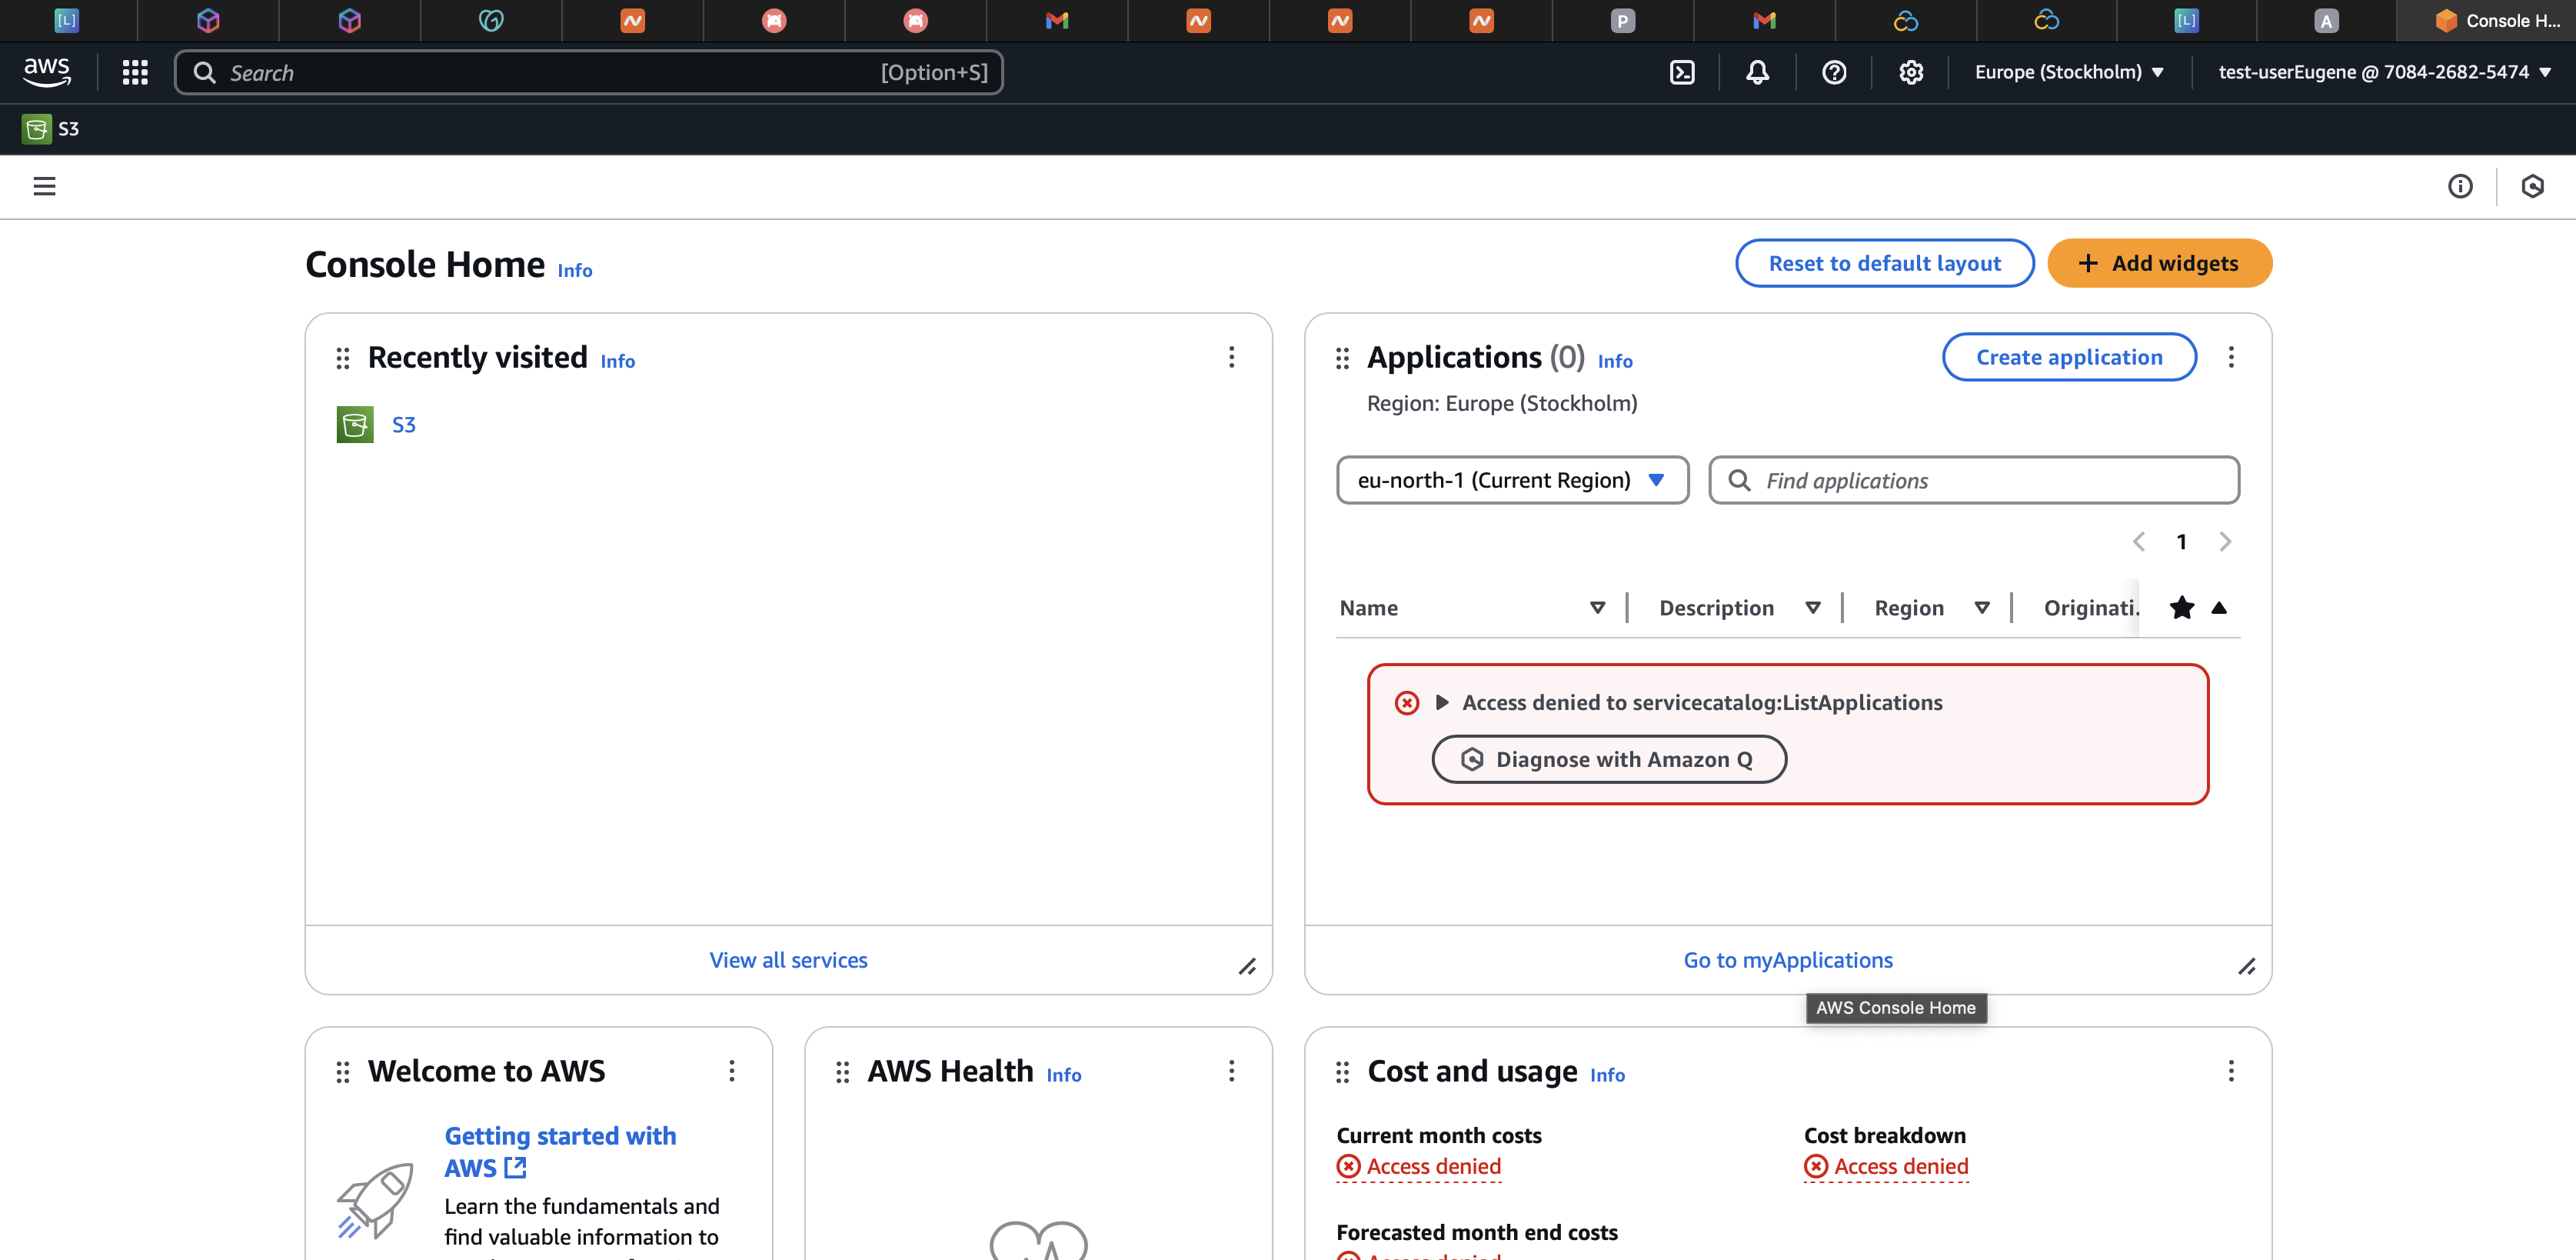 [L]
P
[L]
A
Console H...
aws
Search
[Option+S]
Europe (Stockholm)
test-userEugene @ 7084-2682-5474
S3
Console Home
Info
Reset to default layout
Add widgets
Recently visited
Info
S3
View all services
Applications (0)
Info
Create application
Region: Europe (Stockholm)
eu-north-1 (Current Region)
Find applications
1
Name
Description
Region
Originati.
Access denied to servicecatalog:ListApplications
Diagnose with Amazon Q
Go to myApplications
AWS Console Home
Welcome to AWS
Getting started with
AWS
Learn the fundamentals and
find valuable information to
AWS Health
Info
Cost and usage
Info
Current month costs
Access denied
Cost breakdown
Access denied
Forecasted month end costs
Access denied